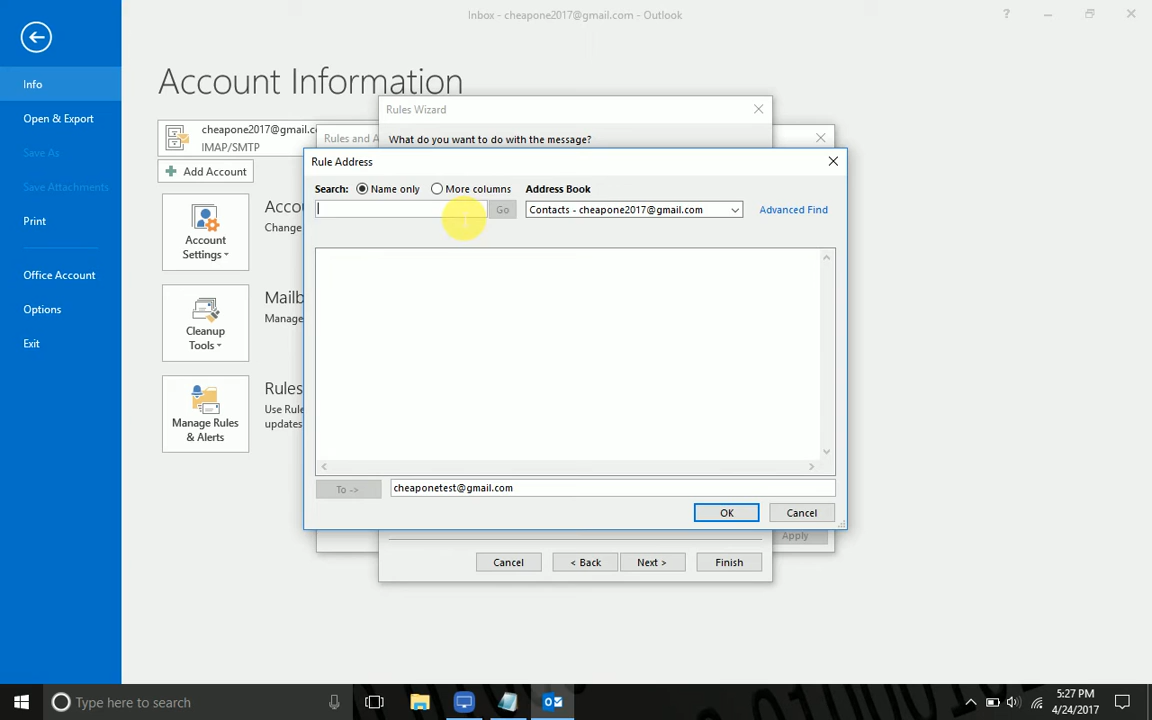 Inbox - cheapone2017@gmail.com - Outlook
?
Info
Open & Export
Save As
Save Attachments
Print
Office Account
Options
Exit
Account Information
cheapone2017@gmail.c
IMAP/SMTP
Add Account
Account
Settings
Acco
Change
Cleanup
Tools
Mailb
Manage
Manage Rules
& Alerts
Rules
Use Rule
updates
Rules and A
Rules Wizard
What do you want to do with the message?
Rule Address
Search:
Name only
More columns
Address Book
Go
Contacts - cheapone2017@gmail.com
Advanced Find
To ->
cheaponetest@gmail.com
OK
Cancel
Apply
Cancel
< Back
Next >
Finish
Type here to search
5:27 PM
4/24/2017